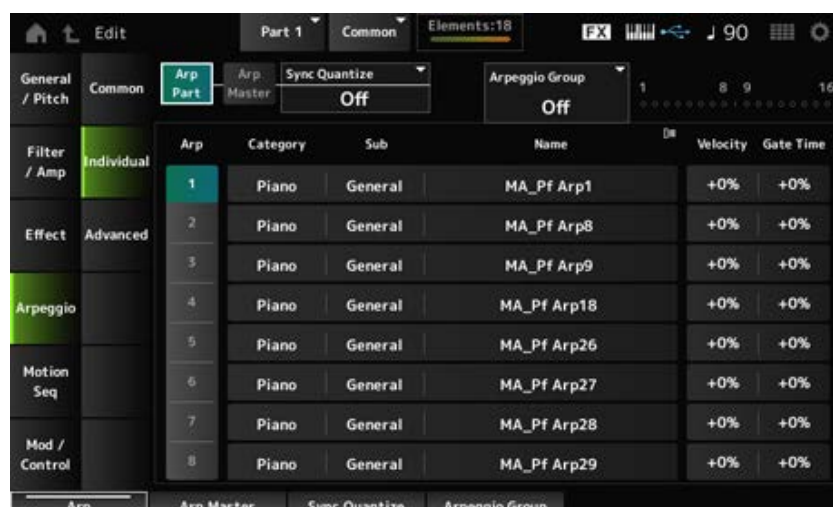 Edit
Part 1
Common
Elements:18
FX
♩ 90
General / Pitch
Common
Arp Part
Arp Master
Sync Quantize
Off
Arpeggio Group
Off
1 8 9 16
Filter / Amp
Individual
Arp Category Sub Name Velocity Gate Time
1 Piano General MA_Pf Arp1 +0% +0%
Effect
Advanced
2 Piano General MA_Pf Arp8 +0% +0%
3 Piano General MA_Pf Arp9 +0% +0%
Arpeggio
4 Piano General MA_Pf Arp18 +0% +0%
5 Piano General MA_Pf Arp26 +0% +0%
Motion Seq
6 Piano General MA_Pf Arp27 +0% +0%
7 Piano General MA_Pf Arp28 +0% +0%
Mod / Control
8 Piano General MA_Pf Arp29 +0% +0%
Arp Arp Master Sync Quantize Arpeggio Group